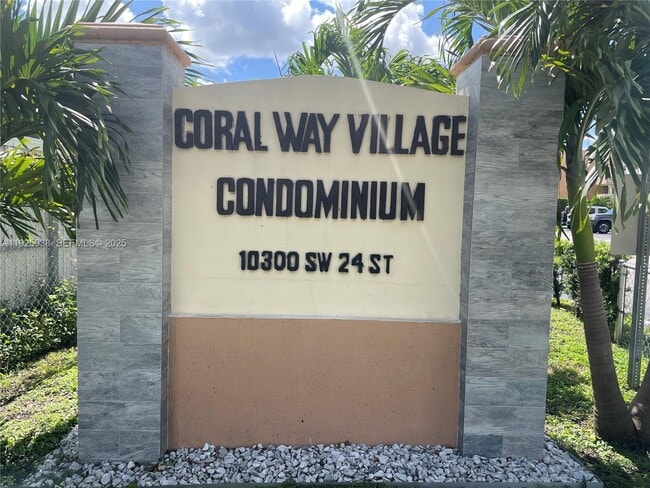 CORAL WAY VILLAGE
CONDOMINIUM
10300 SW 24 ST